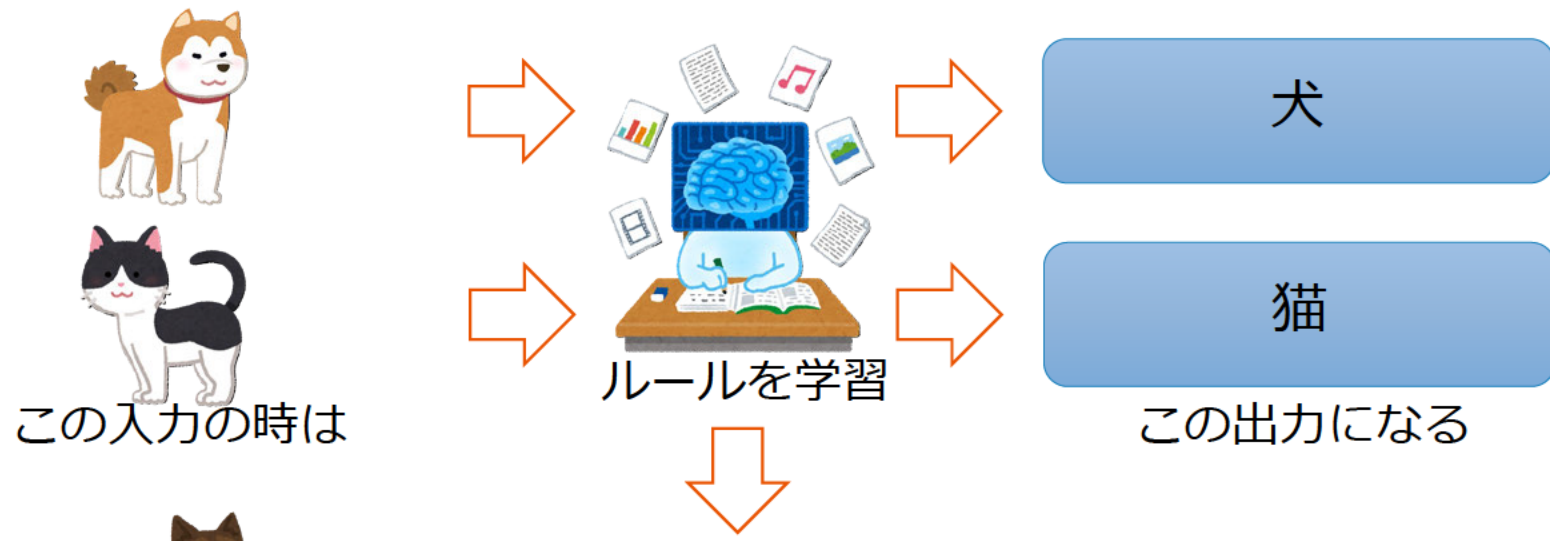 犬
猫
ルールを学習
この入力の時は
この出力になる